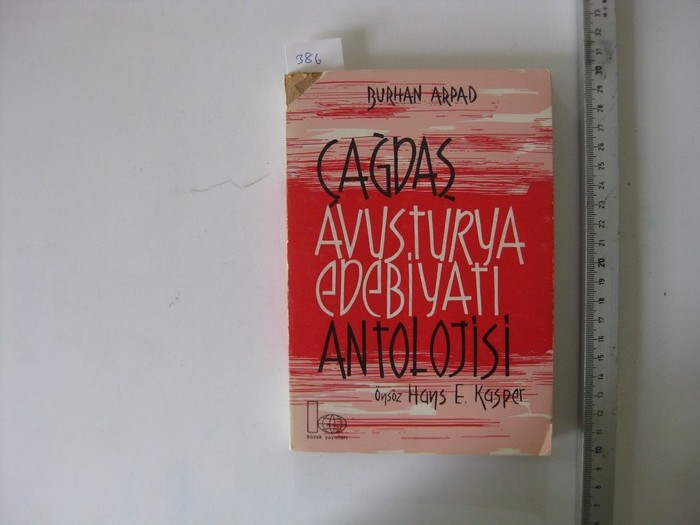 386
BURHAN ARPAD
ÇAĞDAŞ
AVUSTURYA
EDEBİYATI
ANTOLOJİSİ
önsöz Hans E. Kasper